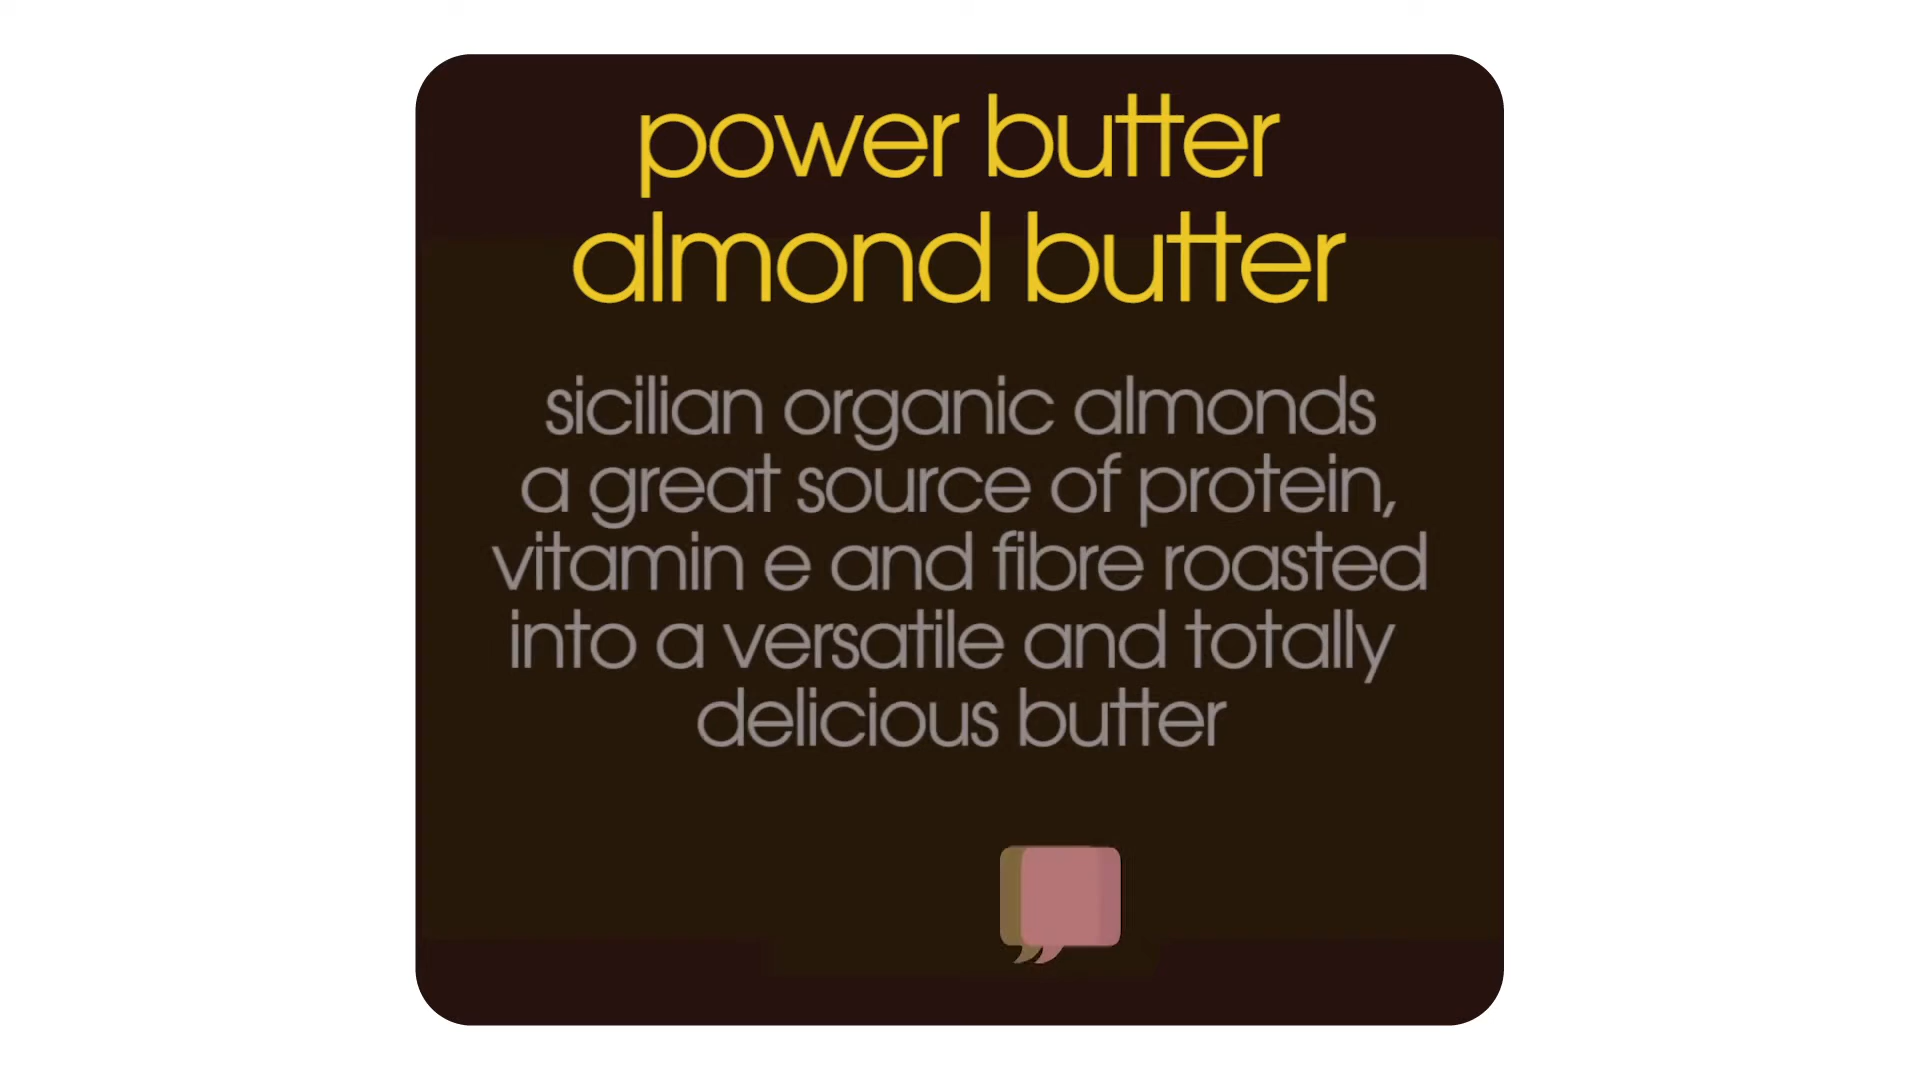 power butter
almond butter
sicilian organic almonds
a great source of protein,
vitamin e and fibre roasted
into a versatile and totally
delicious butter